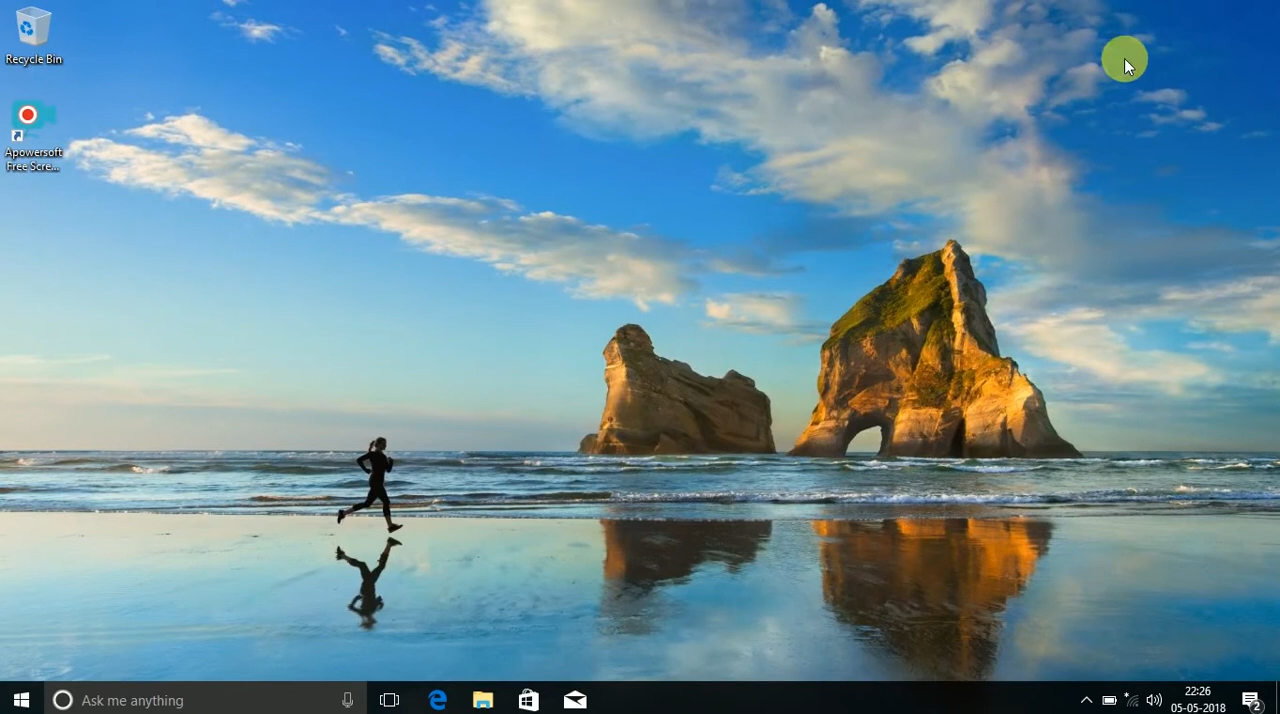 Recycle Bin
Apowersoft
Free Scre...
Ask me anything
22:26
05-05-2018
2